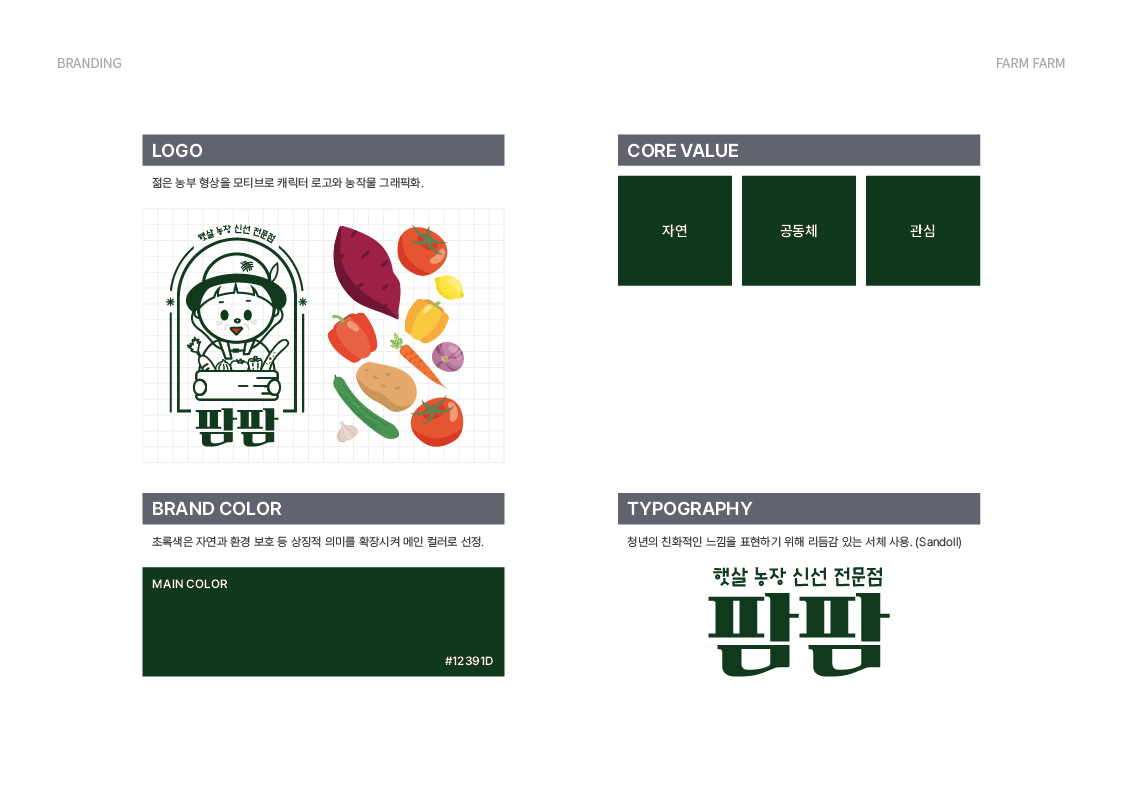 BRANDING
FARM FARM
LOGO
젊은 농부 형상을 모티브로 캐릭터 로고와 농작물 그래픽화.
햇살 농장 신선 전문점
팜팜
CORE VALUE
자연
공동체
관심
BRAND COLOR
초록색은 자연과 환경 보호 등 상징적 의미를 확장시켜 메인 컬러로 선정.
MAIN COLOR
#12391D
TYPOGRAPHY
청년의 친화적인 느낌을 표현하기 위해 리듬감 있는 서체 사용. (Sandoll)
햇살 농장 신선 전문점
팜팜